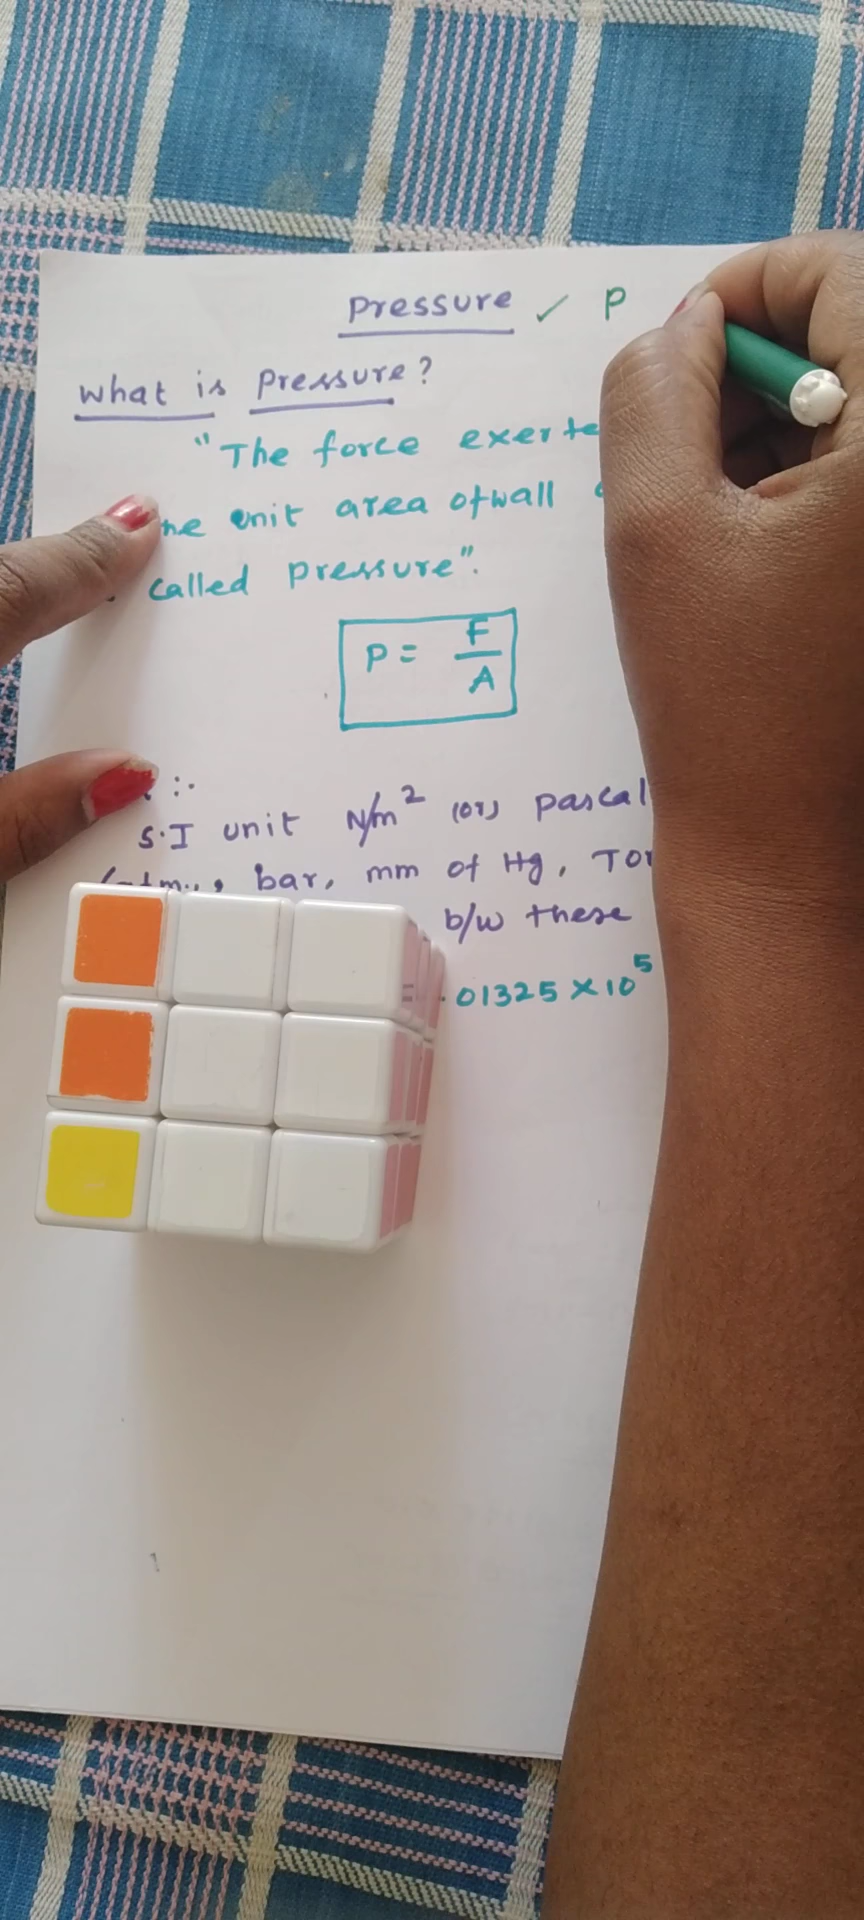 Pressure ✓ P
What is Pressure?
"The force exerte
unit area of wall
called Pressure".
P = F/A
S.I unit N/m² (or) pascal
bar, mm of Hg, Tor
b/w these
= .01325 × 10⁵